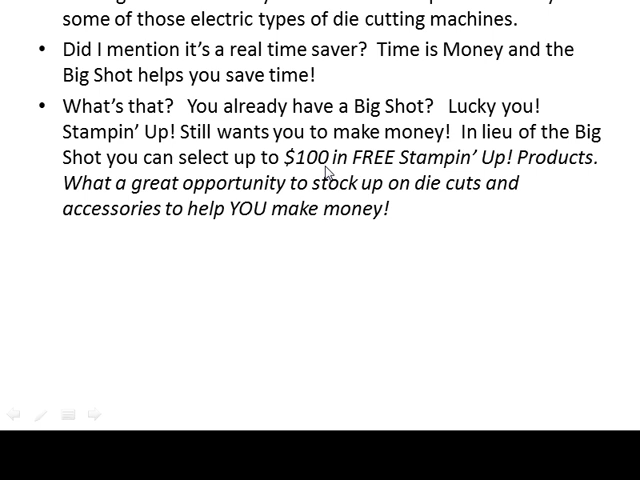 some of those electric types of die cutting machines.
• Did I mention it's a real time saver? Time is Money and the
Big Shot helps you save time!
• What's that? You already have a Big Shot? Lucky you!
Stampin' Up! Still wants you to make money! In lieu of the Big
Shot you can select up to $100 in FREE Stampin' Up! Products.
What a great opportunity to stock up on die cuts and
accessories to help YOU make money!